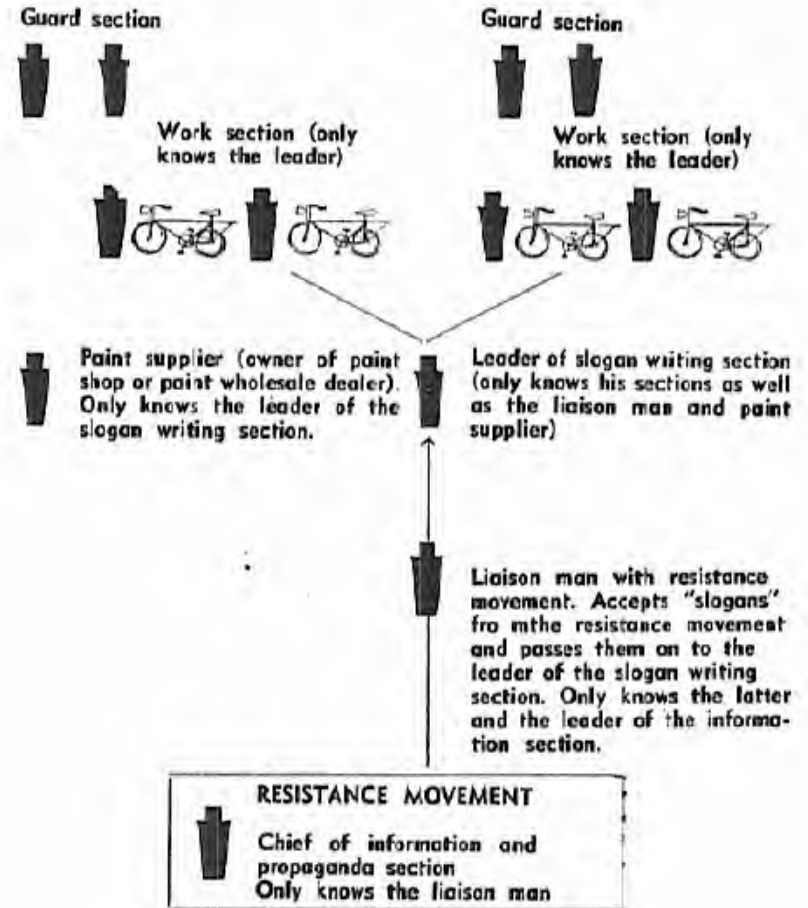 Guard section
Guard section
Work section (only
knows the leader)
Work section (only
knows the leader)
Paint supplier (owner of paint
shop or paint wholesale dealer).
Only knows the leader of the
slogan writing section.
Leader of slogan writing section
(only knows his sections as well
as the liaison man and paint
supplier)
Liaison man with resistance
movement. Accepts "slogans"
fro mthe resistance movement
and passes them on to the
leader of the slogan writing
section. Only knows the latter
and the leader of the informa-
tion section.
RESISTANCE MOVEMENT
Chief of information and
propaganda section
Only knows the liaison man